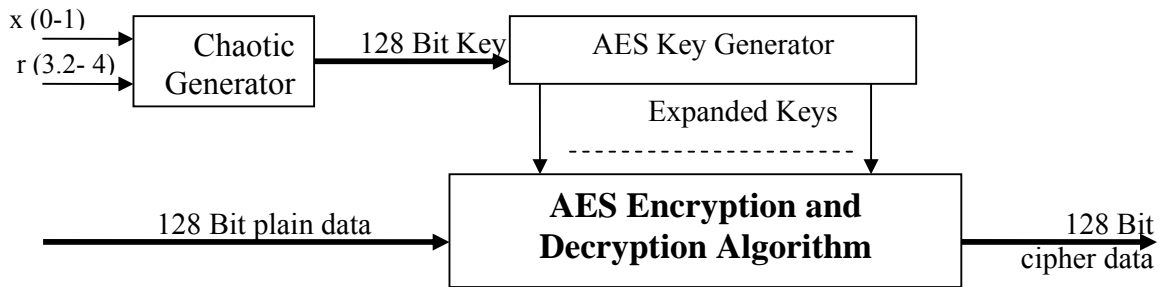 x (0-1)
r (3.2- 4)
Chaotic
Generator
128 Bit Key
AES Key Generator
Expanded Keys
128 Bit plain data
AES Encryption and
Decryption Algorithm
128 Bit
cipher data